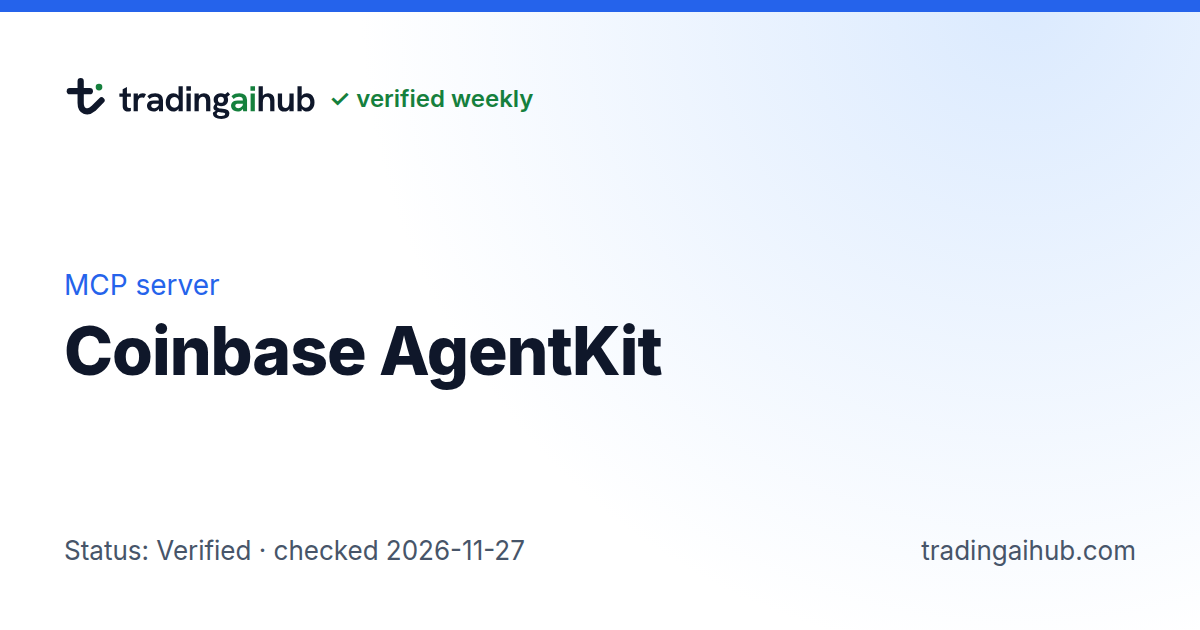 tradingaihub ✓ verified weekly
MCP server
Coinbase AgentKit
Status: Verified · checked 2026-11-27
tradingaihub.com